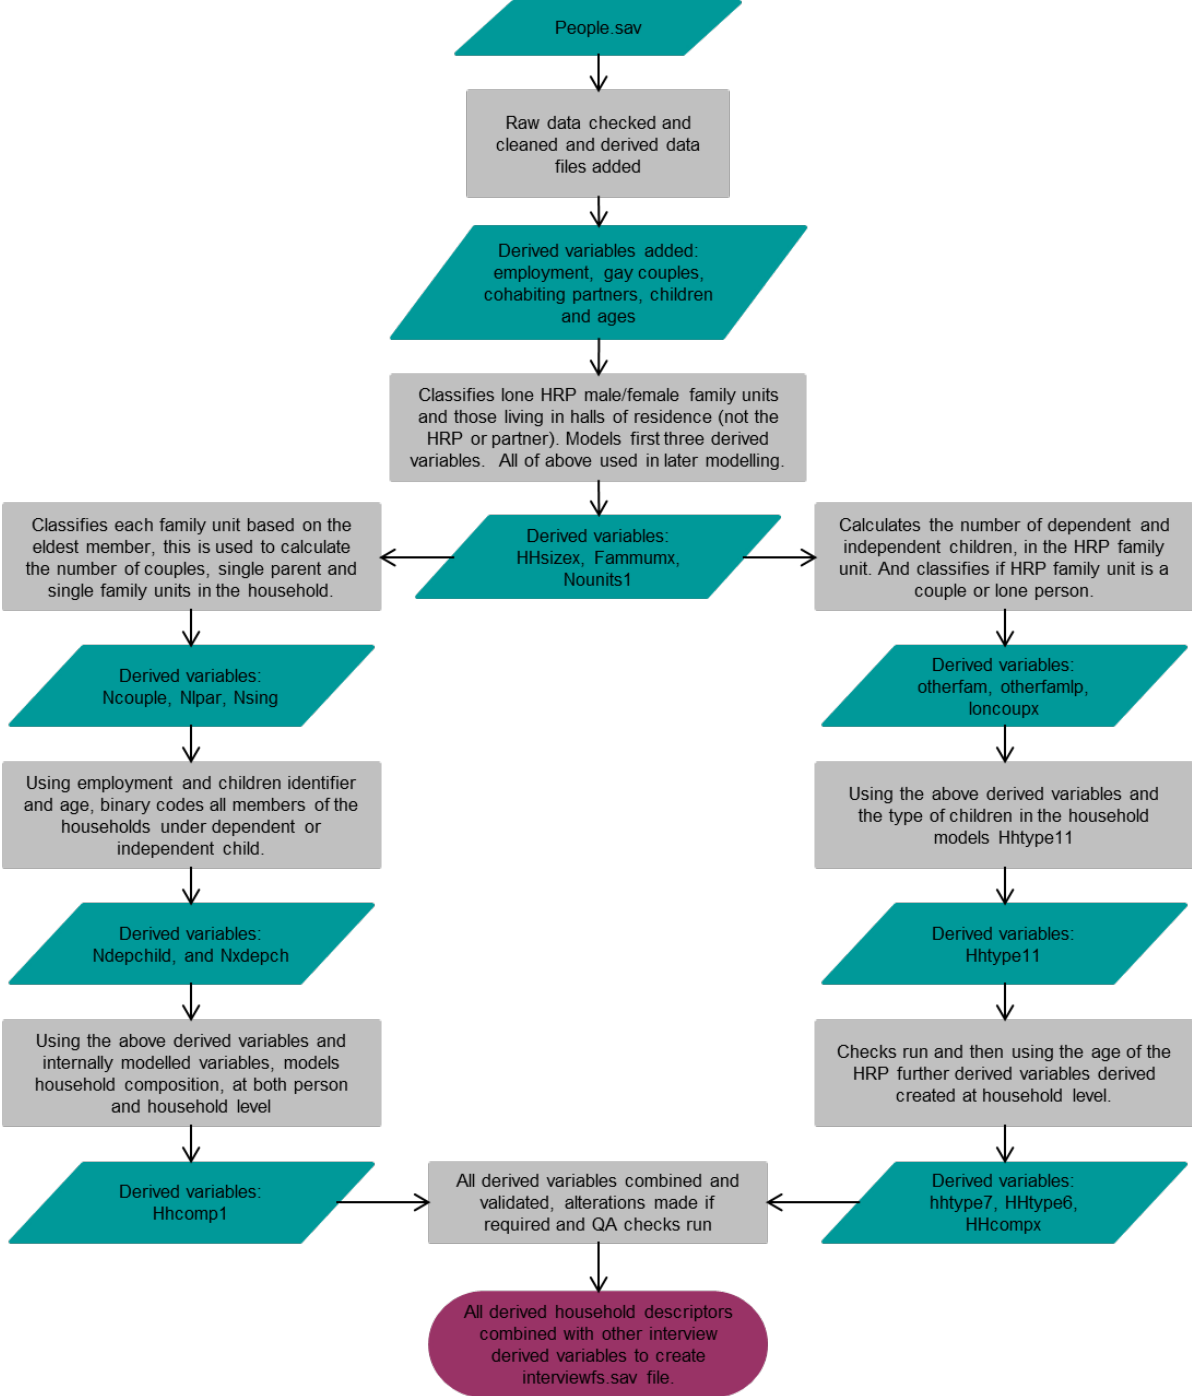 People.sav
Raw data checked and
cleaned and derived data
files added
Derived variables added:
employment, gay couples,
cohabiting partners, children
and ages
Classifies lone HRP male/female family units
and those living in halls of residence (not the
HRP or partner). Models first three derived
variables. All of above used in later modelling.
Classifies each family unit based on the
eldest member, this is used to calculate
the number of couples, single parent and
single family units in the household.
Derived variables:
HHsizex, Fammumx,
Nounits1
Calculates the number of dependent and
independent children, in the HRP family
unit. And classifies if HRP family unit is a
couple or lone person.
Derived variables:
Ncouple, Nlpar, Nsing
Derived variables:
otherfam, otherfamlp,
loncoupx
Using employment and children identifier
and age, binary codes all members of the
households under dependent or
independent child.
Using the above derived variables and
the type of children in the household
models Hhtype11
Derived variables:
Ndepchild, and Nxdepch
Derived variables:
Hhtype11
Using the above derived variables and
internally modelled variables, models
household composition, at both person
and household level
Checks run and then using the age of the
HRP further derived variables derived
created at household level.
Derived variables:
Hhcomp1
All derived variables combined and
validated, alterations made if
required and QA checks run
Derived variables:
hhtype7, HHtype6,
HHcompx
All derived household descriptors
combined with other interview
derived variables to create
interviewfs.sav file.